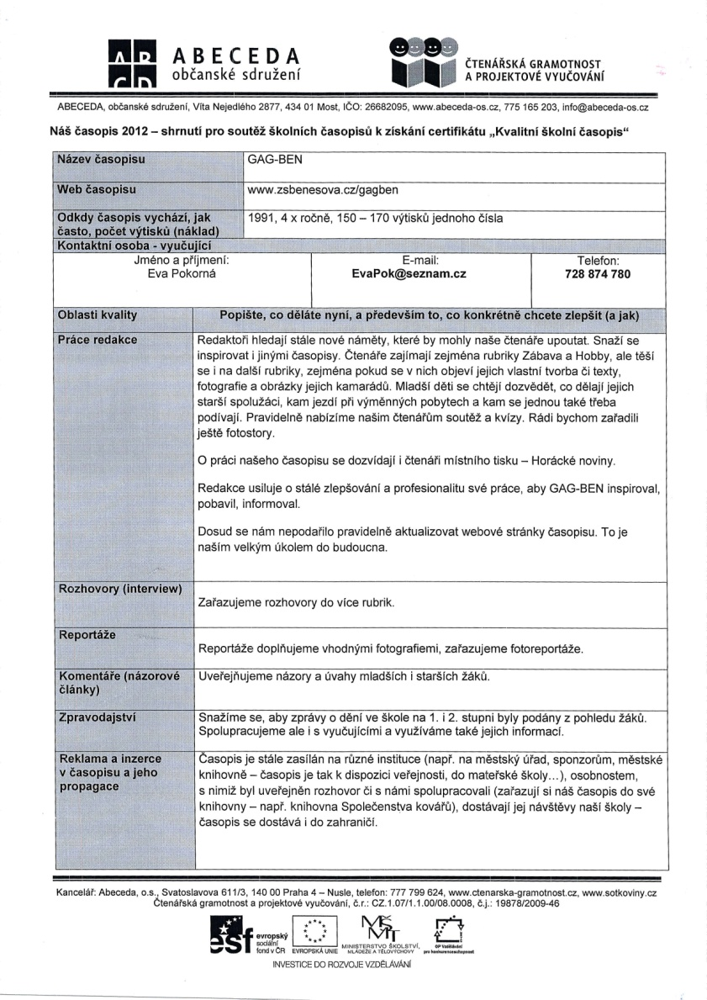 ABECEDA
občanské sdružení
ČTENÁŘSKÁ GRAMOTNOST
A PROJEKTOVÉ VYUČOVÁNÍ
ABECEDA, občanské sdružení, Víta Nejedlého 2877, 434 01 Most, IČO: 26682095, www.abeceda-os.cz, 775 165 203, info@abeceda-os.cz
Náš časopis 2012 – shrnutí pro soutěž školních časopisů k získání certifikátu „Kvalitní školní časopis“
Název časopisu
GAG-BEN
Web časopisu
www.zsbenesova.cz/gagben
Odkdy časopis vychází, jak
často, počet výtisků (náklad)
1991, 4 x ročně, 150 – 170 výtisků jednoho čísla
Kontaktní osoba - vyučující
Jméno a příjmení:
Eva Pokorná
E-mail:
EvaPok@seznam.cz
Telefon:
728 874 780
Oblasti kvality
Popište, co děláte nyní, a především to, co konkrétně chcete zlepšit (a jak)
Práce redakce
Redaktoři hledají stále nové náměty, které by mohly naše čtenáře upoutat. Snaží se
inspirovat i jinými časopisy. Čtenáře zajímají zejména rubriky Zábava a Hobby, ale těší
se i na další rubriky, zejména pokud se v nich objeví jejich vlastní tvorba či texty,
fotografie a obrázky jejich kamarádů. Mladší děti se chtějí dozvědět, co dělají jejich
starší spolužáci, kam jezdí při výměnných pobytech a kam se jednou také třeba
podívají. Pravidelně nabízíme našim čtenářům soutěž a kvízy. Rádi bychom zařadili
ještě fotostory.
O práci našeho časopisu se dozvídají i čtenáři místního tisku – Horácké noviny.
Redakce usiluje o stálé zlepšování a profesionalitu své práce, aby GAG-BEN inspiroval,
pobavil, informoval.
Dosud se nám nepodařilo pravidelně aktualizovat webové stránky časopisu. To je
naším velkým úkolem do budoucna.
Rozhovory (interview)
Zařazujeme rozhovory do více rubrik.
Reportáže
Reportáže doplňujeme vhodnými fotografiemi, zařazujeme fotoreportáže.
Komentáře (názorové
články)
Uveřejňujeme názory a úvahy mladších i starších žáků.
Zpravodajství
Snažíme se, aby zprávy o dění ve škole na 1. i 2. stupni byly podány z pohledu žáků.
Spolupracujeme ale i s vyučujícími a využíváme také jejich informací.
Reklama a inzerce
v časopisu a jeho
propagace
Časopis je stále zasílán na různé instituce (např. na městský úřad, sponzorům, městské
knihovně – časopis je tak k dispozici veřejnosti, do mateřské školy...), osobnostem,
s nimiž byl uveřejněn rozhovor či s námi spolupracovali (zařazují si náš časopis do své
knihovny – např. knihovna Společenstva kovářů), dostávají jej návštěvy naší školy –
časopis se dostává i do zahraničí.
Kancelář: Abeceda, o.s., Svatoslavova 611/3, 140 00 Praha 4 – Nusle, telefon: 777 799 624, www.ctenarska-gramotnost.cz, www.sotkoviny.cz
Čtenářská gramotnost a projektové vyučování, č.r.: CZ.1.07/1.1.00/08.0008, č.j.: 19878/2009-46
esf evropský
sociální
fond v ČR
EVROPSKÁ UNIE
MINISTERSTVO ŠKOLSTVÍ,
MLÁDEŽE A TĚLOVÝCHOVY
OP Vzdělávání
pro konkurenceschopnost
INVESTICE DO ROZVOJE VZDĚLÁVÁNÍ